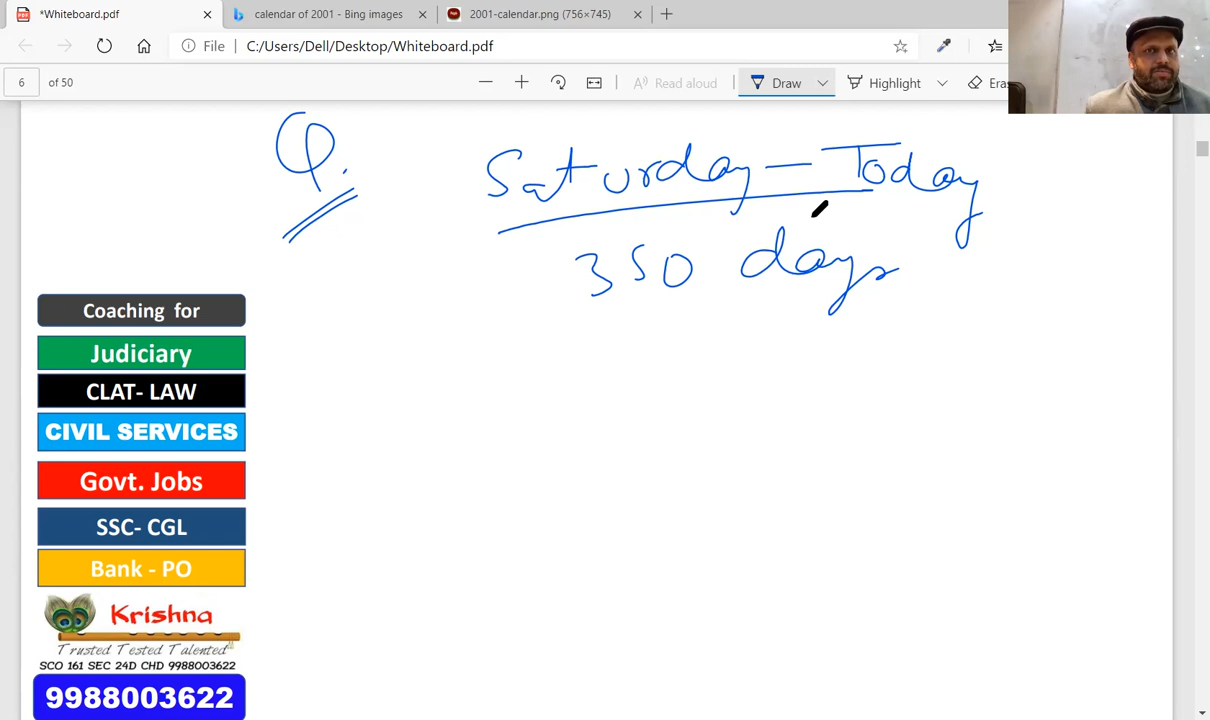 *Whiteboard.pdf
calendar of 2001 - Bing images
2001-calendar.png (756×745)
File C:/Users/Dell/Desktop/Whiteboard.pdf
6 of 50
Read aloud
Draw
Highlight
Eras
Q.
Saturday - Today
350 days
Coaching for
Judiciary
CLAT- LAW
CIVIL SERVICES
Govt. Jobs
SSC- CGL
Bank - PO
Krishna
Trusted Tested Talented
SCO 161 SEC 24D CHD 9988003622
9988003622